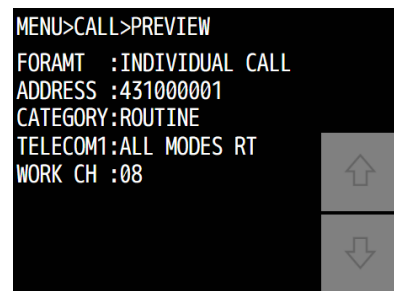 MENU>CALL>PREVIEW
FORAMT :INDIVIDUAL CALL
ADDRESS :431000001
CATEGORY:ROUTINE
TELECOM1:ALL MODES RT
WORK CH :08